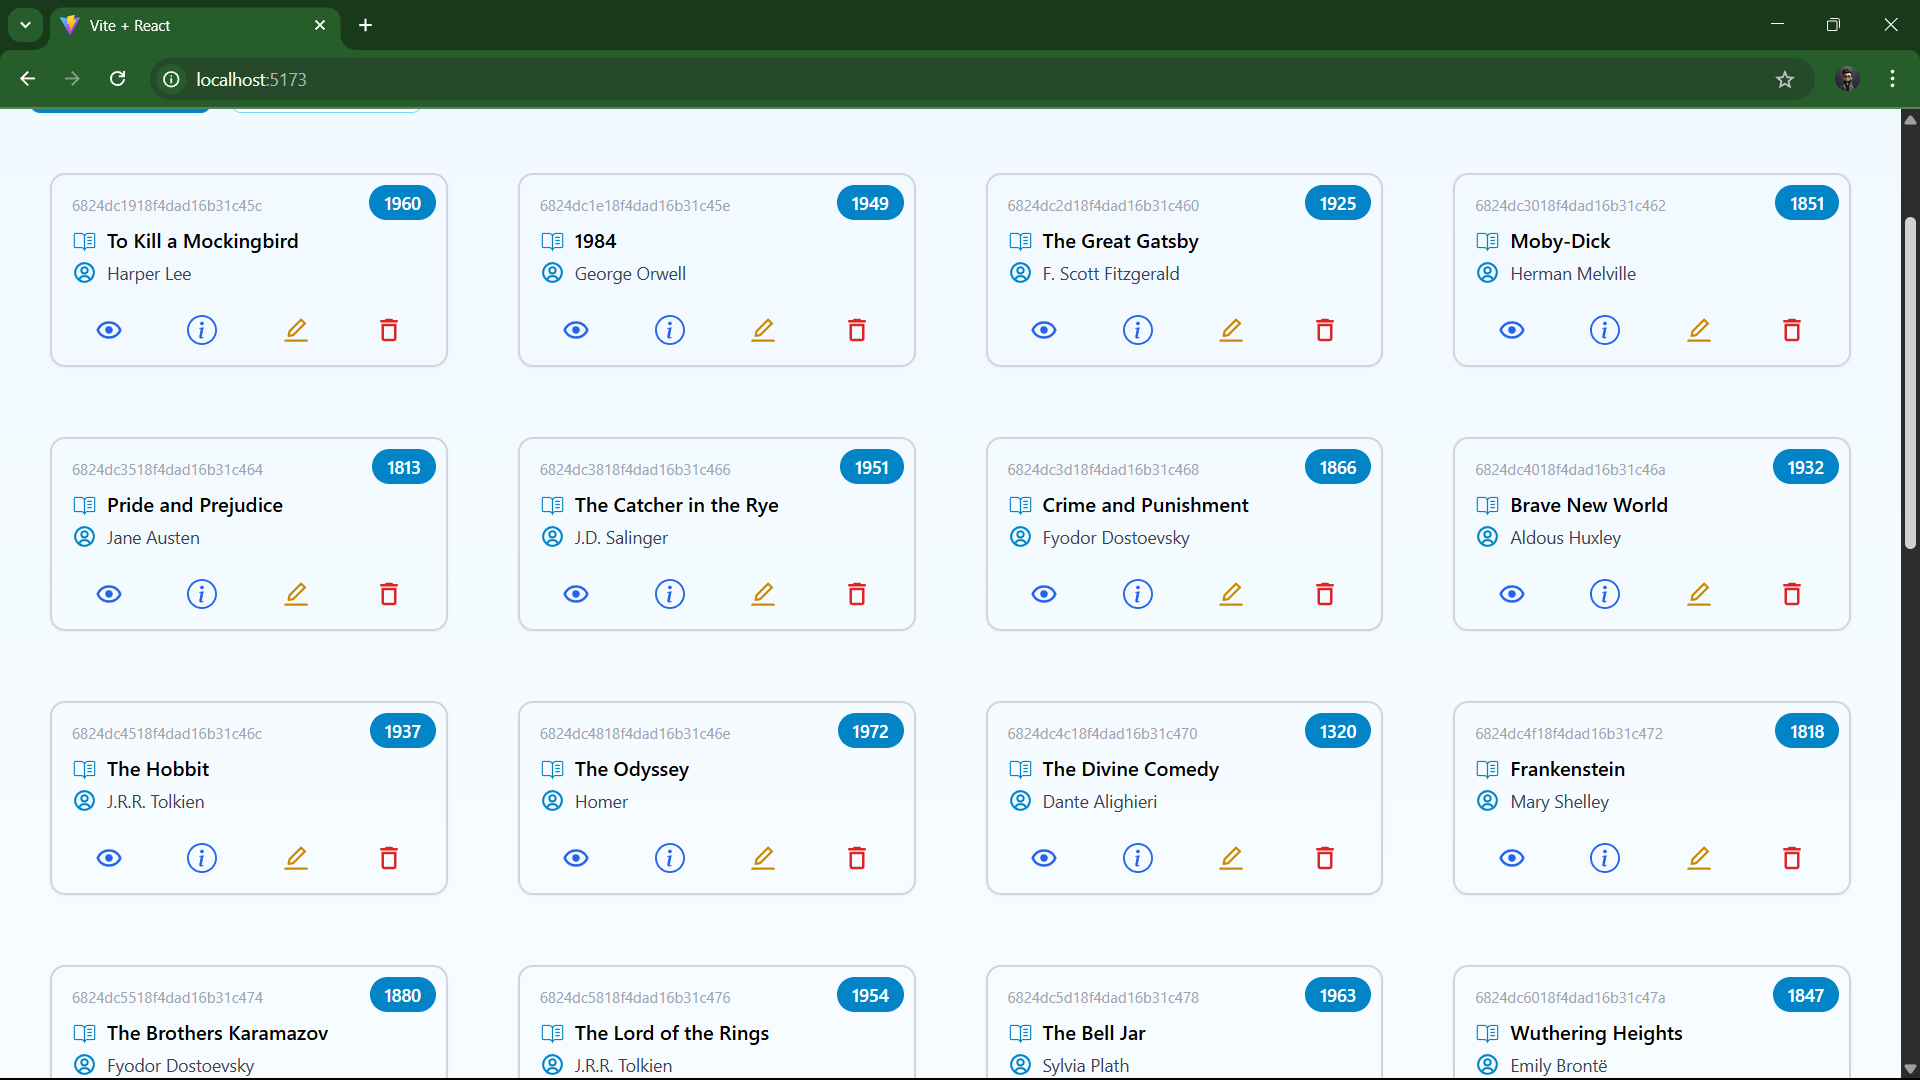 Vite + React
localhost:5173
6824dc1918f4dad16b31c45c 1960
To Kill a Mockingbird
Harper Lee
6824dc1e18f4dad16b31c45e 1949
1984
George Orwell
6824dc2d18f4dad16b31c460 1925
The Great Gatsby
F. Scott Fitzgerald
6824dc3018f4dad16b31c462 1851
Moby-Dick
Herman Melville
6824dc3518f4dad16b31c464 1813
Pride and Prejudice
Jane Austen
6824dc3818f4dad16b31c466 1951
The Catcher in the Rye
J.D. Salinger
6824dc3d18f4dad16b31c468 1866
Crime and Punishment
Fyodor Dostoevsky
6824dc4018f4dad16b31c46a 1932
Brave New World
Aldous Huxley
6824dc4518f4dad16b31c46c 1937
The Hobbit
J.R.R. Tolkien
6824dc4818f4dad16b31c46e 1972
The Odyssey
Homer
6824dc4c18f4dad16b31c470 1320
The Divine Comedy
Dante Alighieri
6824dc4f18f4dad16b31c472 1818
Frankenstein
Mary Shelley
6824dc5518f4dad16b31c474 1880
The Brothers Karamazov
Fyodor Dostoevsky
6824dc5818f4dad16b31c476 1954
The Lord of the Rings
J.R.R. Tolkien
6824dc5d18f4dad16b31c478 1963
The Bell Jar
Sylvia Plath
6824dc6018f4dad16b31c47a 1847
Wuthering Heights
Emily Brontë